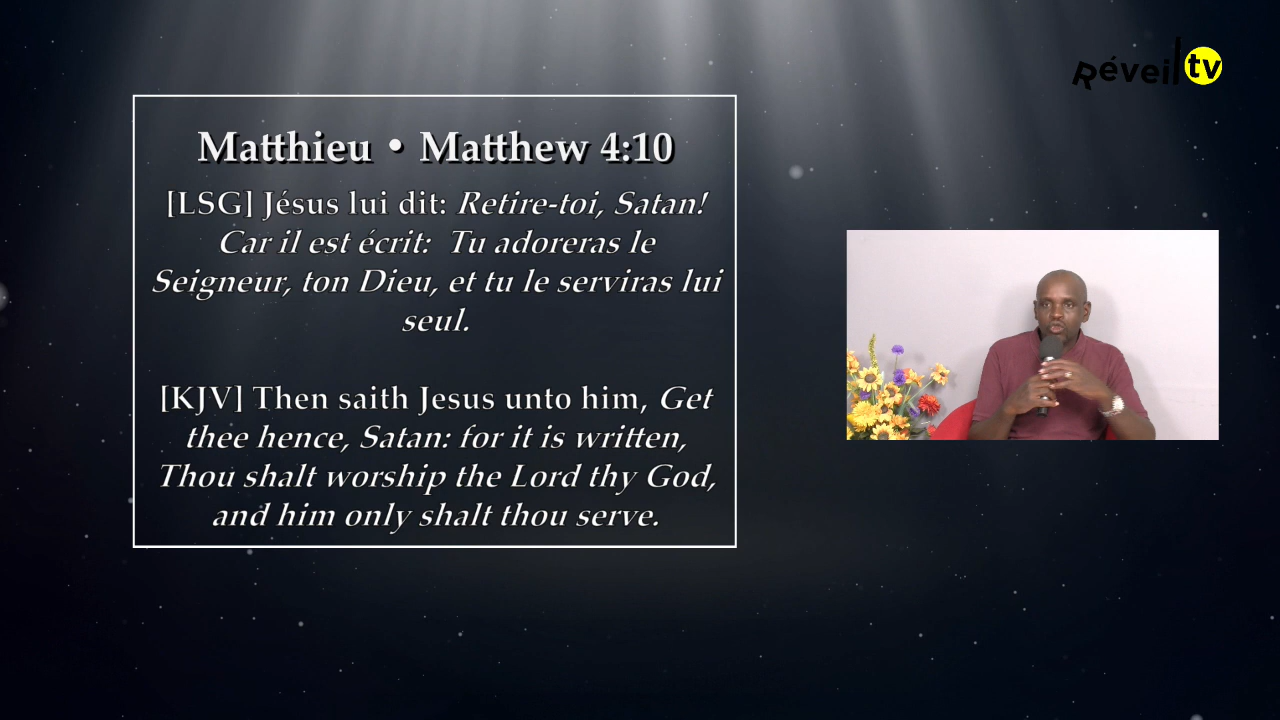 Réveil tv
Matthieu • Matthew 4:10
[LSG] Jésus lui dit: Retire-toi, Satan!
Car il est écrit:  Tu adoreras le
Seigneur, ton Dieu, et tu le serviras lui
seul.
[KJV] Then saith Jesus unto him, Get
thee hence, Satan: for it is written,
Thou shalt worship the Lord thy God,
and him only shalt thou serve.